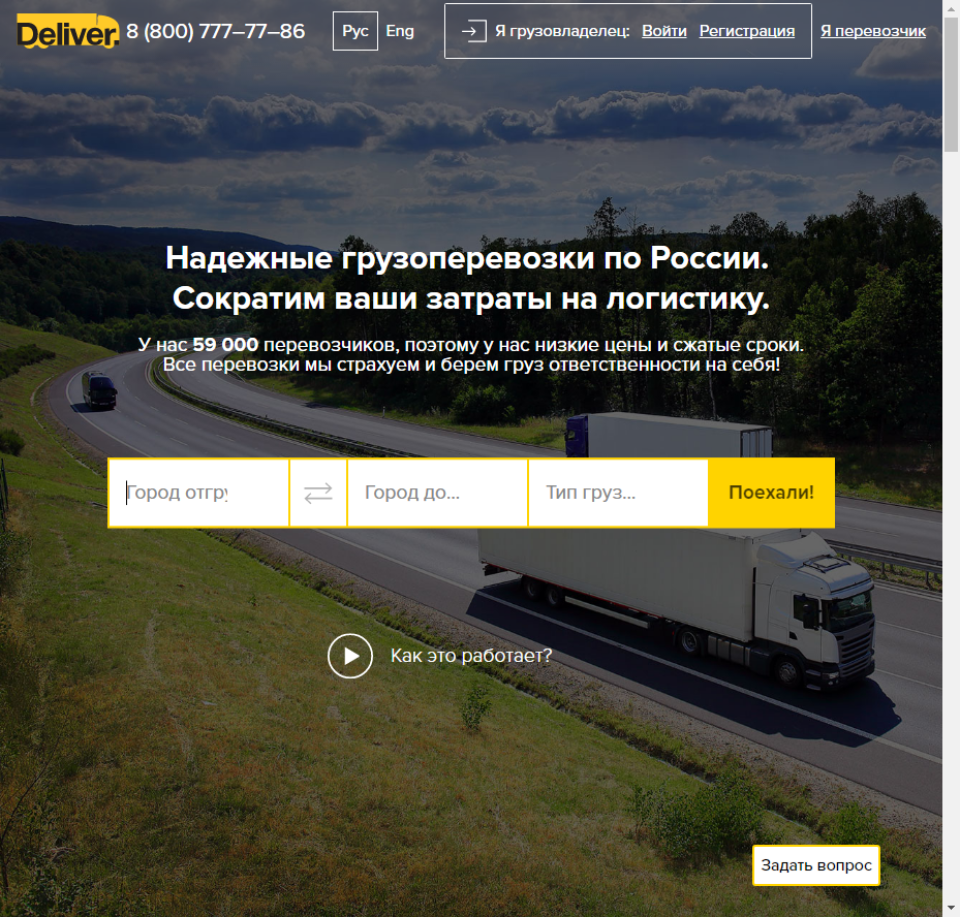 Deliver. 8 (800) 777–77–86 Рус Eng Я грузовладелец: Войти Регистрация Я перевозчик
Надежные грузоперевозки по России.
Сократим ваши затраты на логистику.
У нас 59 000 перевозчиков, поэтому у нас низкие цены и сжатые сроки.
Все перевозки мы страхуем и берем груз ответственности на себя!
Город отгру Город до... Тип груз... Поехали!
Как это работает?
Задать вопрос